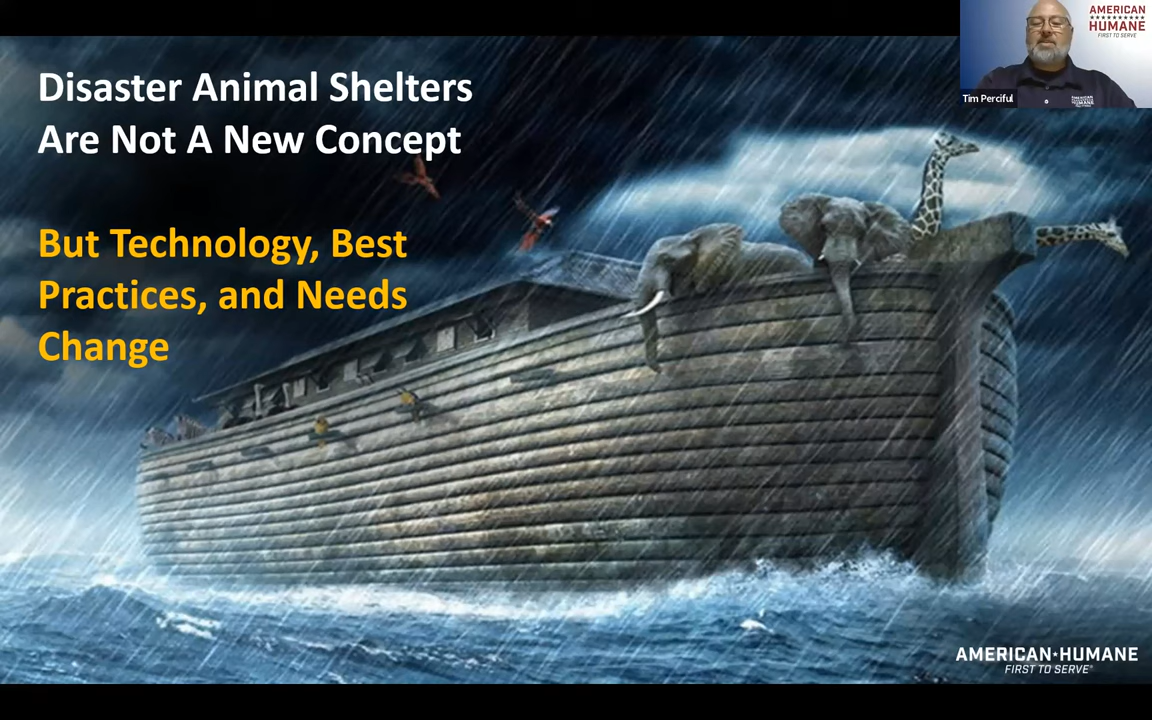 Disaster Animal Shelters
Are Not A New Concept
But Technology, Best
Practices, and Needs
Change
AMERICAN
HUMANE
FIRST TO SERVE
Tim Perciful
AMERICAN★HUMANE
FIRST TO SERVE®